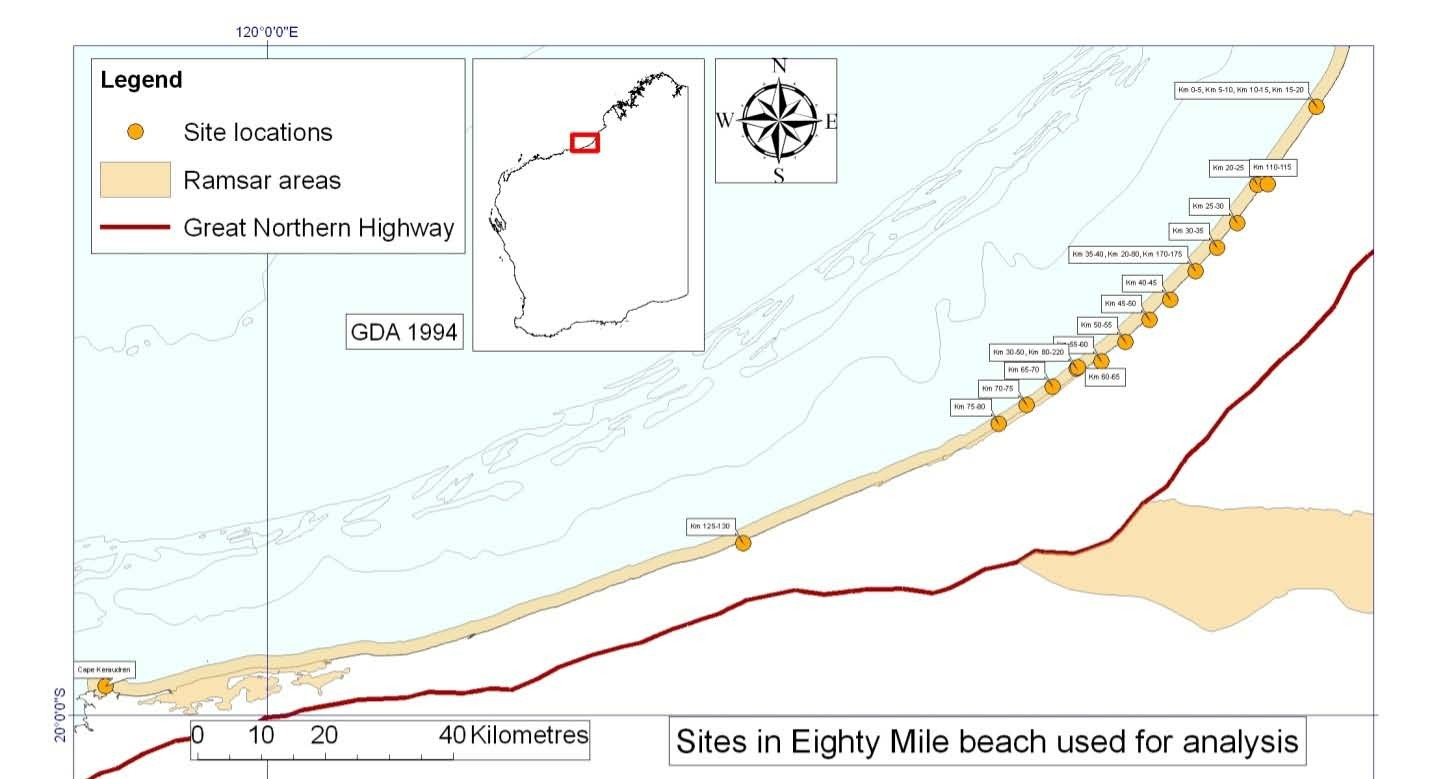 120°0'0"E
Legend
Site locations
Ramsar areas
Great Northern Highway
N
W
E
S
GDA 1994
Km 0-5, Km 5-10, Km 10-15, Km 15-20
Km 20-25
Km 110-115
Km 25-30
Km 30-35
Km 35-40, Km 20-80, Km 170-175
Km 40-45
Km 45-50
Km 50-55
55-60
Km 30-50, Km 80-220
Km 60-65
Km 65-70
Km 70-75
Km 75-80
Km 125-130
Cape Keraudren
20°0'0"S
0 10 20 40 Kilometres
Sites in Eighty Mile beach used for analysis